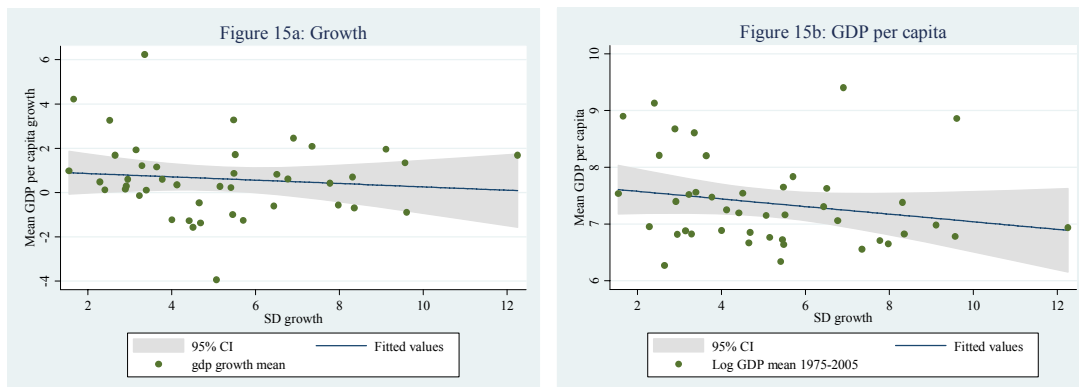 Figure 15a: Growth
Mean GDP per capita growth
6
4
2
0
-2
-4
2 4 6 8 10 12
SD growth
95% CI Fitted values
gdp growth mean
Figure 15b: GDP per capita
Mean GDP per capita
10
9
8
7
6
2 4 6 8 10 12
SD growth
95% CI Fitted values
Log GDP mean 1975-2005